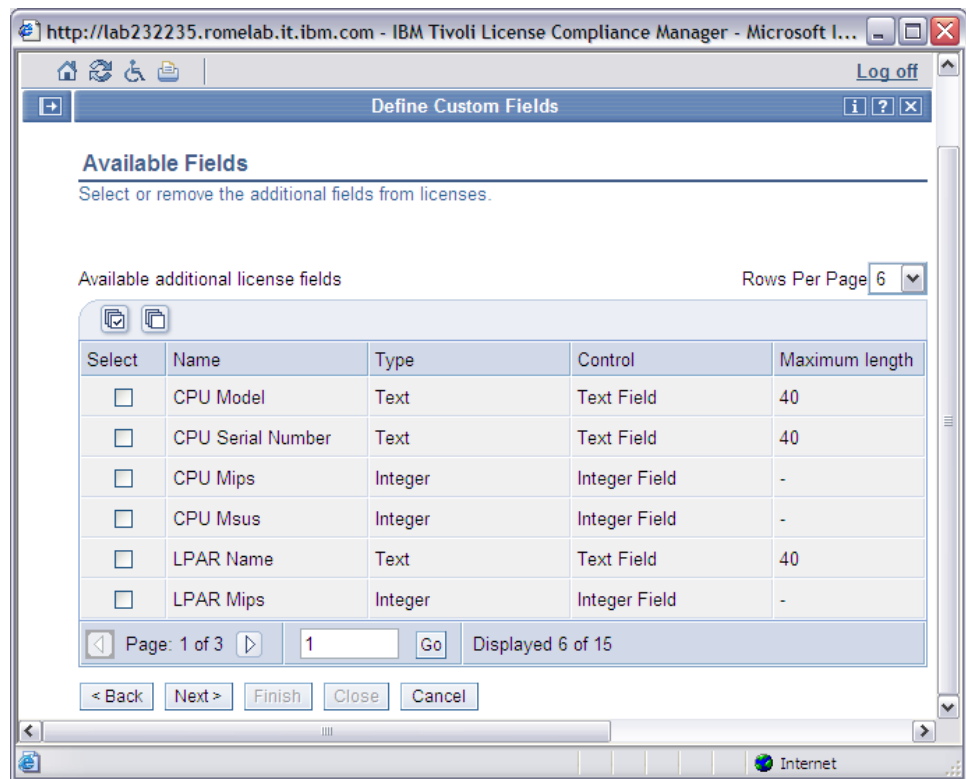 http://lab232235.romelab.it.ibm.com - IBM Tivoli License Compliance Manager - Microsoft I...
Log off
Define Custom Fields
i ? x
Available Fields
Select or remove the additional fields from licenses.
Available additional license fields Rows Per Page 6
Select Name Type Control Maximum length
CPU Model Text Text Field 40
CPU Serial Number Text Text Field 40
CPU Mips Integer Integer Field -
CPU Msus Integer Integer Field -
LPAR Name Text Text Field 40
LPAR Mips Integer Integer Field -
Page: 1 of 3 1 Go Displayed 6 of 15
< Back Next > Finish Close Cancel
Internet